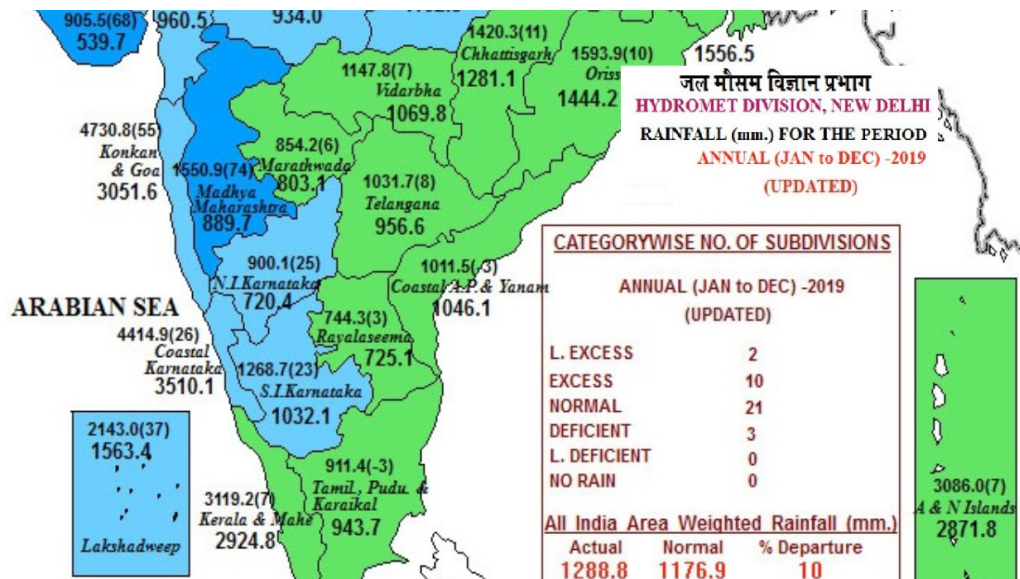 905.5(68)
539.7
960.5
934.0
1420.3(11)
Chhattisgarh
1281.1
1593.9(10)
Oriss
1444.2
1556.5
1147.8(7)
Vidarbha
1069.8
जल मौसम विज्ञान प्रभाग
HYDROMET DIVISION, NEW DELHI
RAINFALL (mm.) FOR THE PERIOD
ANNUAL (JAN to DEC) -2019
(UPDATED)
4730.8(55)
Konkan
& Goa
3051.6
1550.9(74)
Madhya
Maharashtra
889.7
854.2(6)
Marathwada
803.1
1031.7(8)
Telangana
956.6
900.1(25)
N.I.Karnataka
720.4
1011.5(-3)
Coastal A.P.& Yanam
1046.1
ARABIAN SEA
744.3(3)
Rayalaseema
725.1
4414.9(26)
Coastal
Karnataka
3510.1
1268.7(23)
S.I.Karnataka
1032.1
2143.0(37)
1563.4
Lakshadweep
911.4(-3)
Tamil., Pudu. &
Karaikal
943.7
3119.2(7)
Kerala & Mahe
2924.8
CATEGORYWISE NO. OF SUBDIVISIONS
ANNUAL (JAN to DEC) -2019
(UPDATED)
L. EXCESS 2
EXCESS 10
NORMAL 21
DEFICIENT 3
L. DEFICIENT 0
NO RAIN 0
All India Area Weighted Rainfall (mm.)
Actual Normal % Departure
1288.8 1176.9 10
3086.0(7)
A & N Islands
2871.8